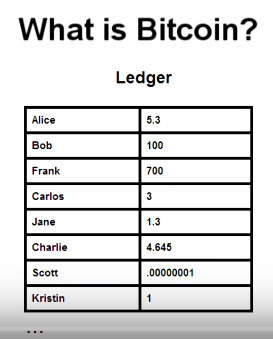 What is Bitcoin?
Ledger
Alice 5.3
Bob 100
Frank 700
Carlos 3
Jane 1.3
Charlie 4.645
Scott .00000001
Kristin 1
...